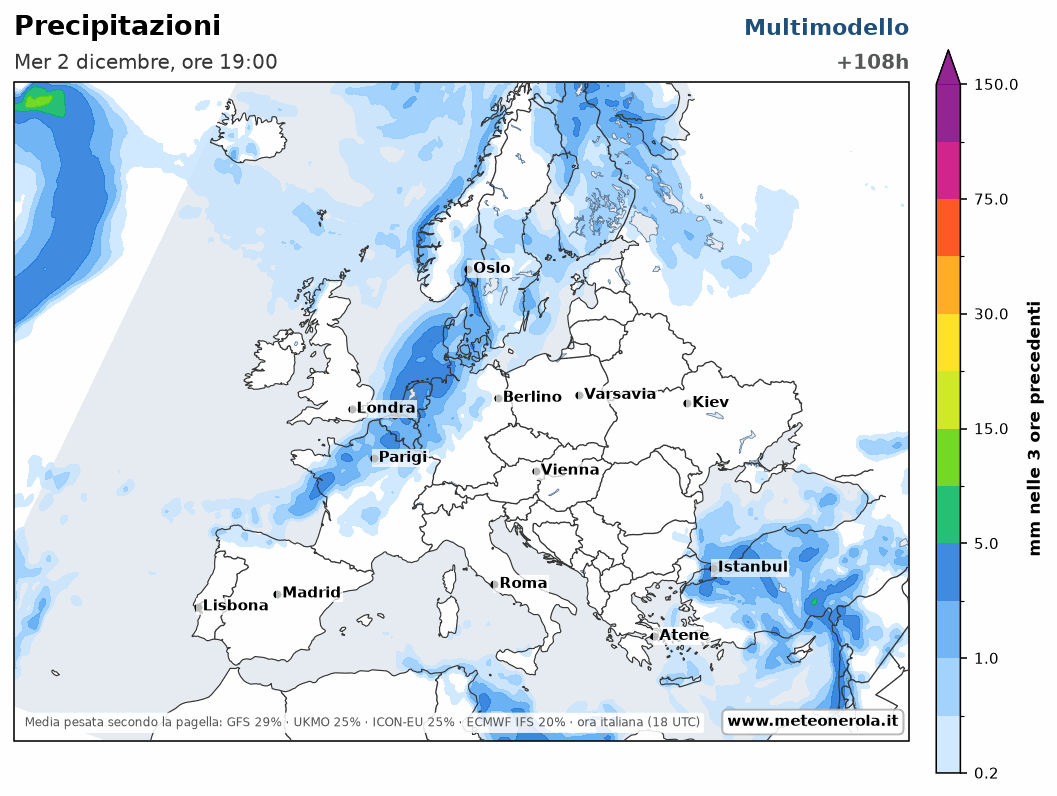 Precipitazioni
Multimodello
Mer 2 dicembre, ore 19:00
+108h
150.0
75.0
30.0
15.0
5.0
1.0
0.2
mm nelle 3 ore precedenti
Oslo
Berlino
Varsavia
Kiev
Londra
Parigi
Vienna
Istanbul
Roma
Madrid
Lisbona
Atene
Media pesata secondo la pagella: GFS 29% · UKMO 25% · ICON-EU 25% · ECMWF IFS 20% · ora italiana (18 UTC)
www.meteonerola.it